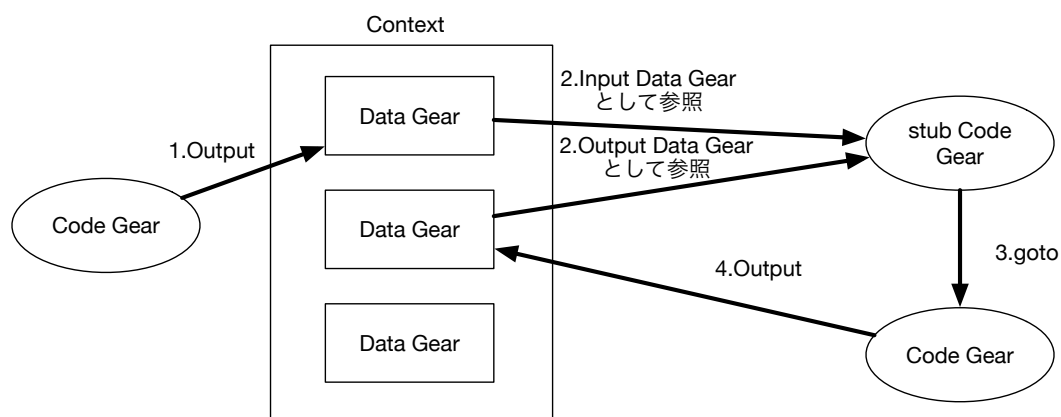 Context
Data Gear
2.Input Data Gear
として参照
stub Code
Gear
1.Output
2.Output Data Gear
として参照
Code Gear
Data Gear
3.goto
4.Output
Data Gear
Code Gear